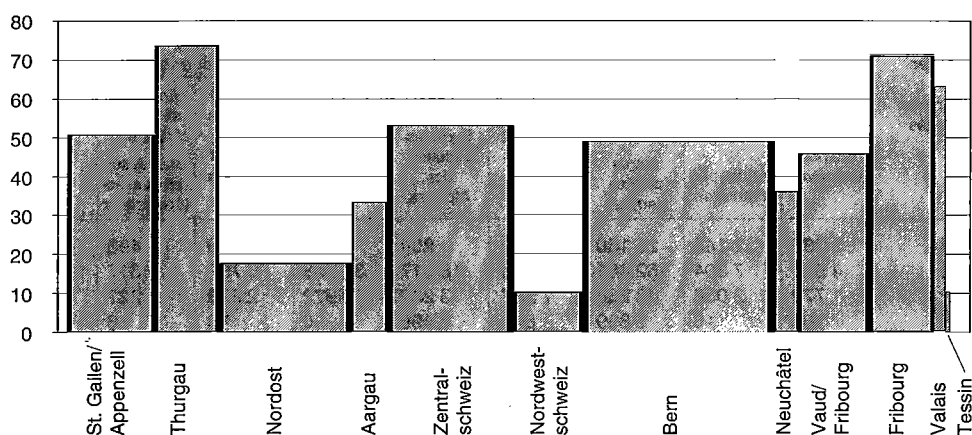 80
70
60
50
40
30
20
10
0
St. Gallen/
Appenzell
Thurgau
Nordost
Aargau
Zentral-
schweiz
Nordwest-
schweiz
Bern
Neuchâtel
Vaud/
Fribourg
Fribourg
Valais
Tessin